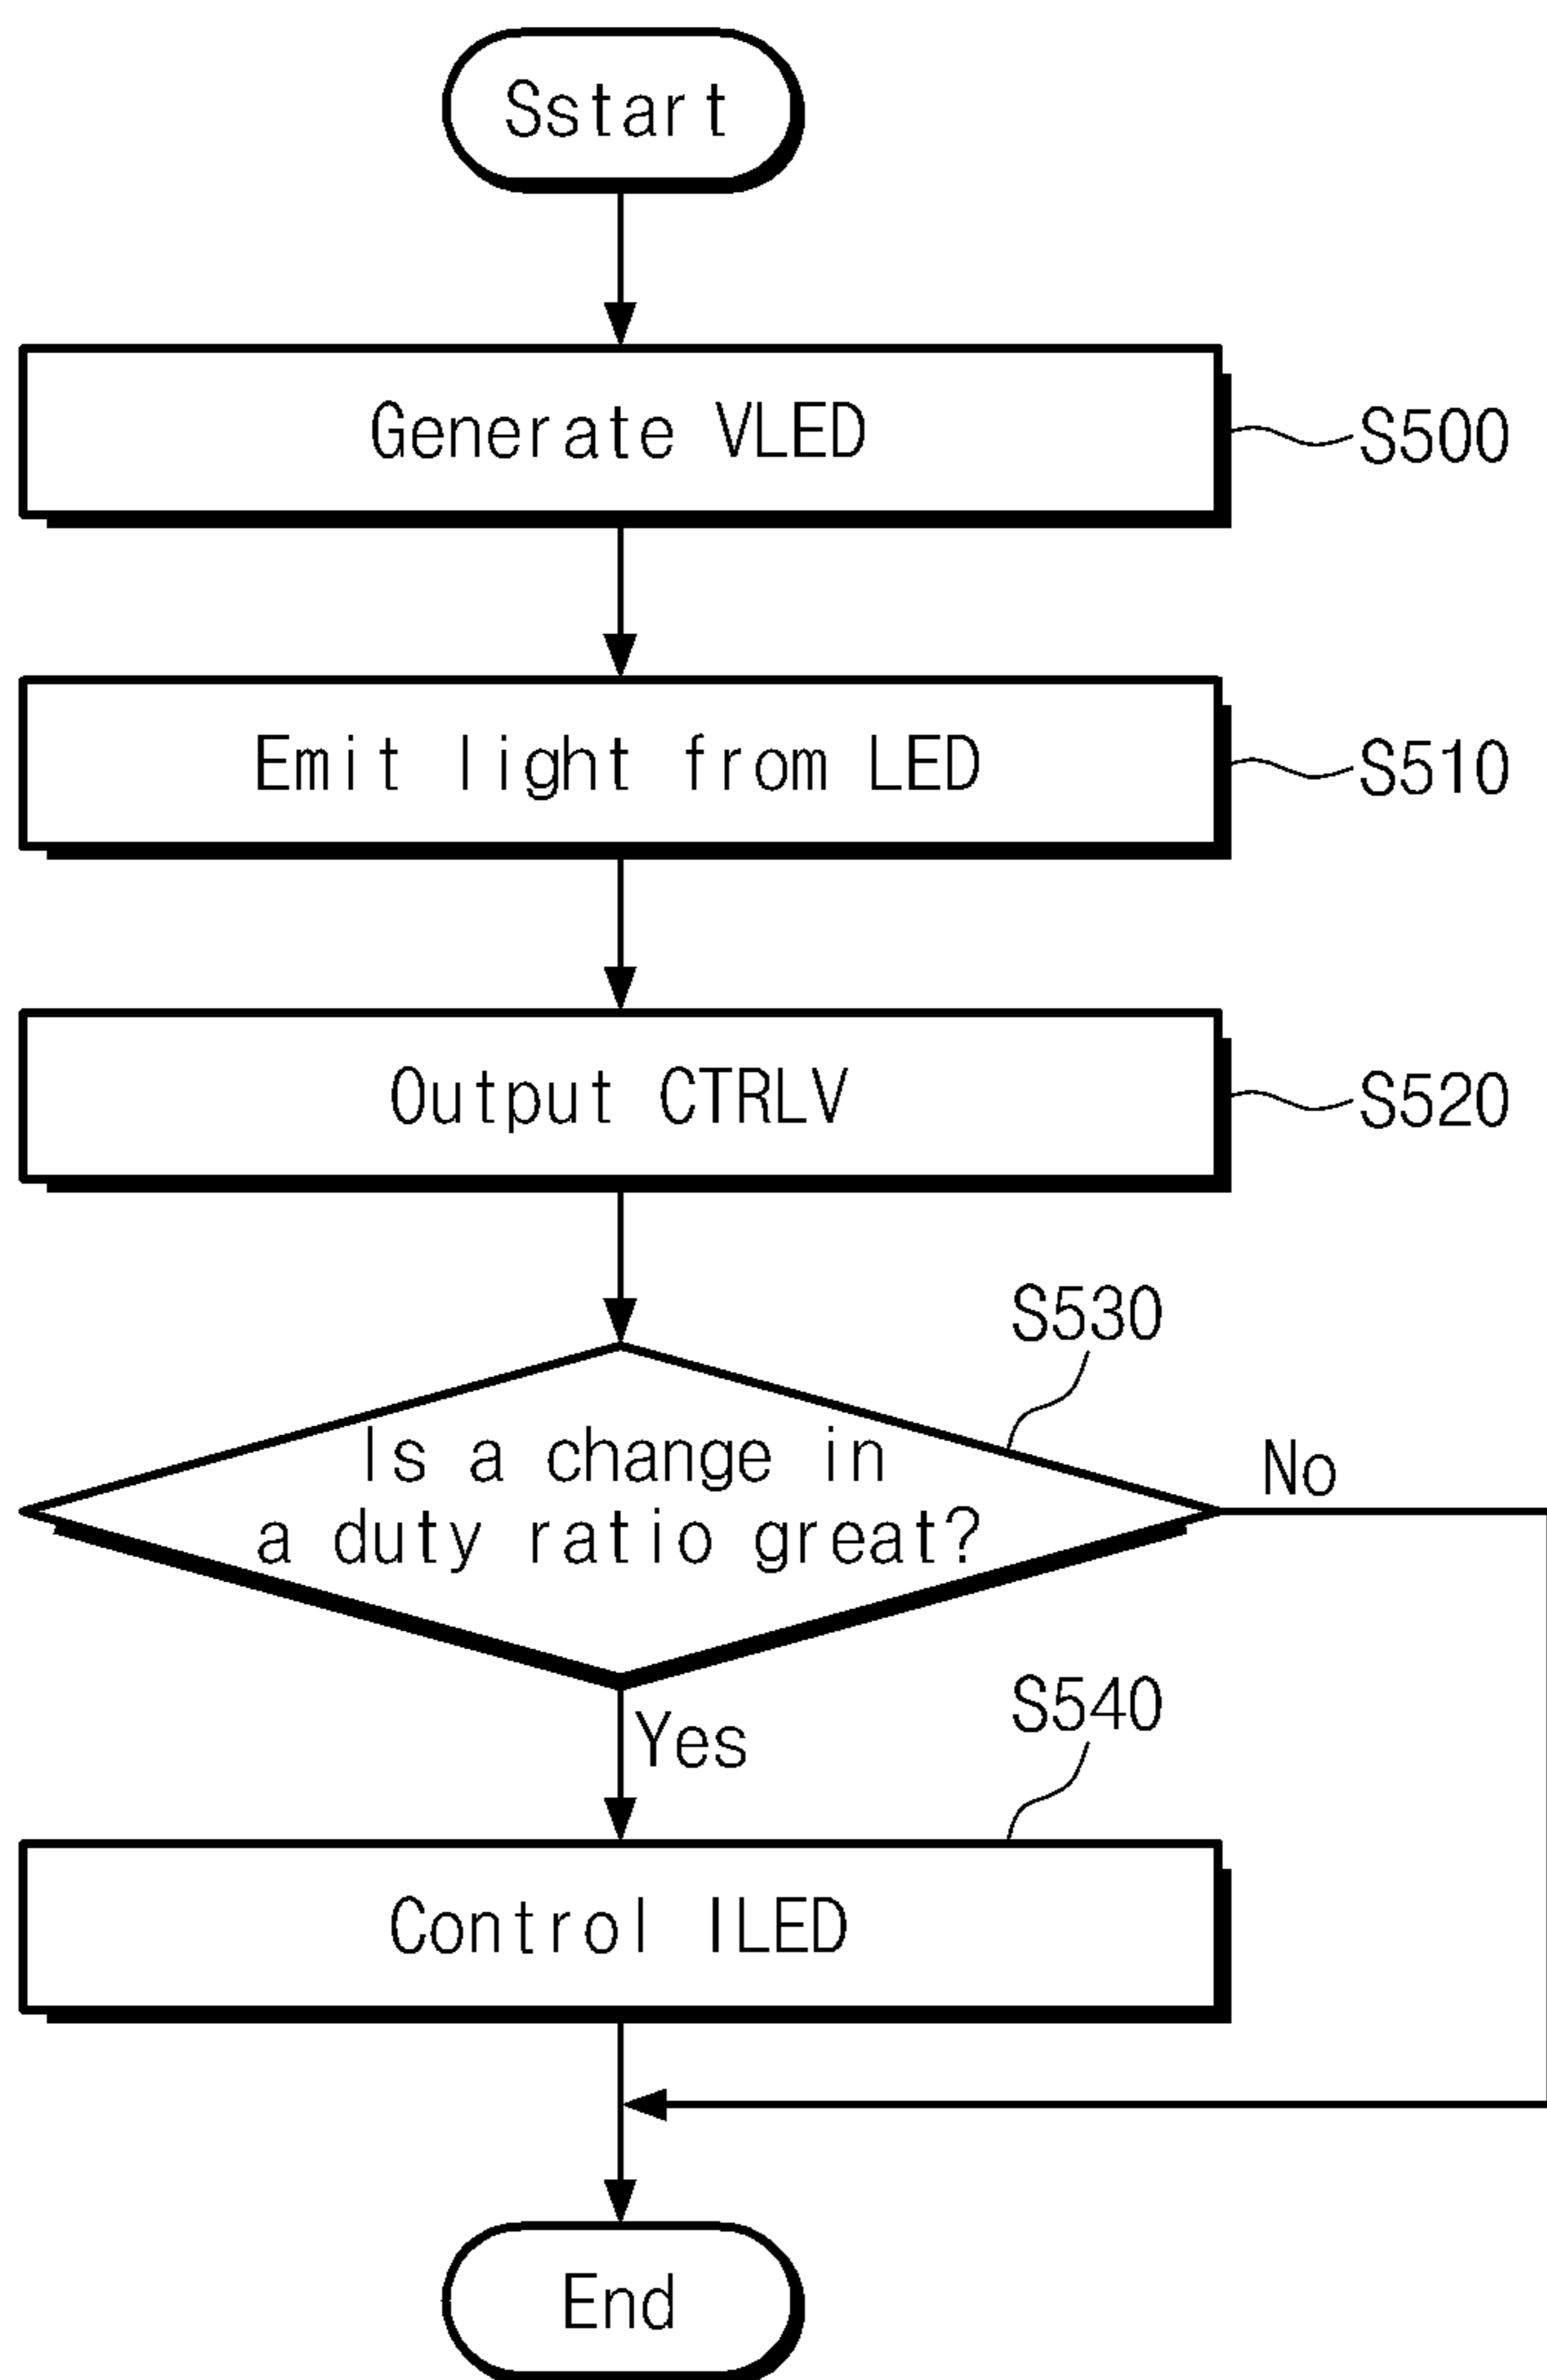 Sstart
Generate VLED
S500
Emit light from LED
S510
Output CTRLV
S520
S530
Is a change in
a duty ratio great?
No
Yes
S540
Control ILED
End